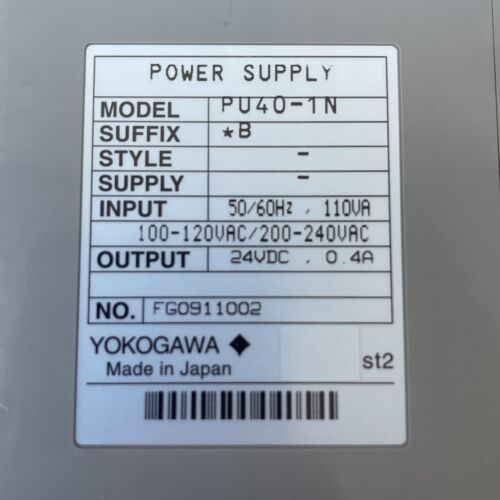 POWER SUPPLY
MODEL PU40-1N
SUFFIX ★B
STYLE -
SUPPLY -
INPUT 50/60Hz , 110VA
100-120VAC/200-240VAC
OUTPUT 24VDC , 0.4A
NO. FG0911002
YOKOGAWA ◆
Made in Japan st2